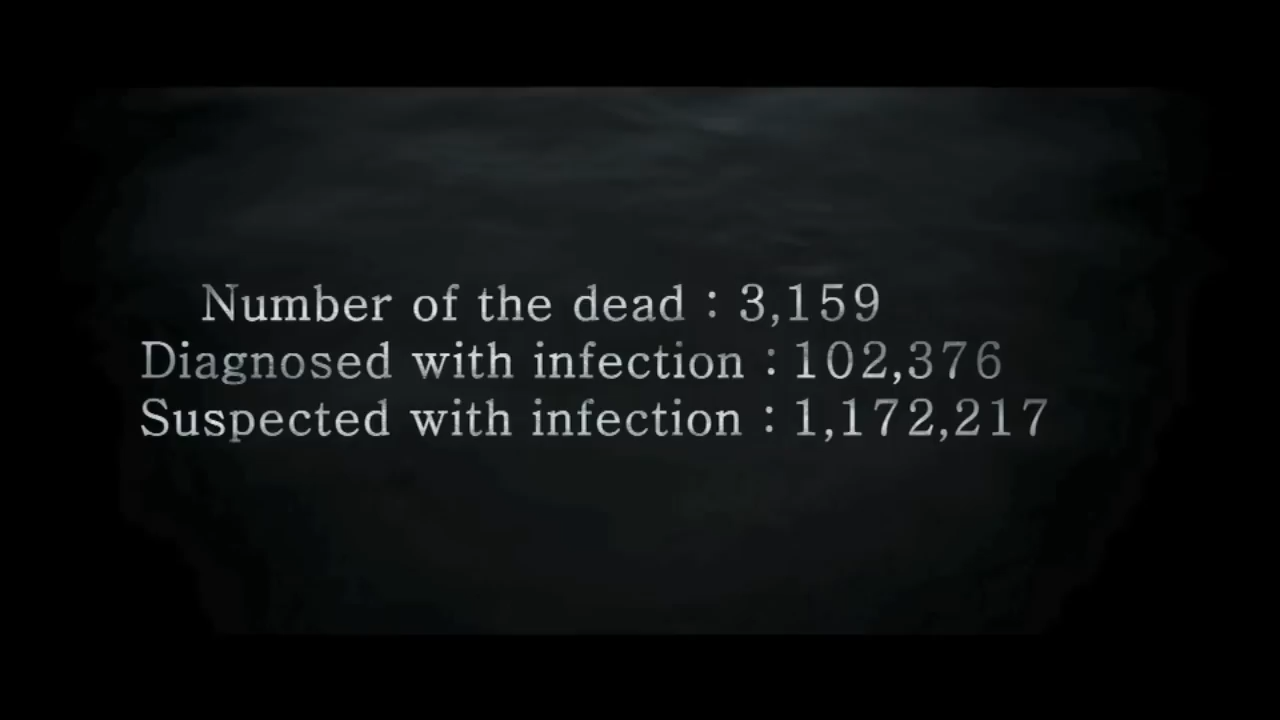 Number of the dead : 3,159
Diagnosed with infection : 102,376
Suspected with infection : 1,172,217